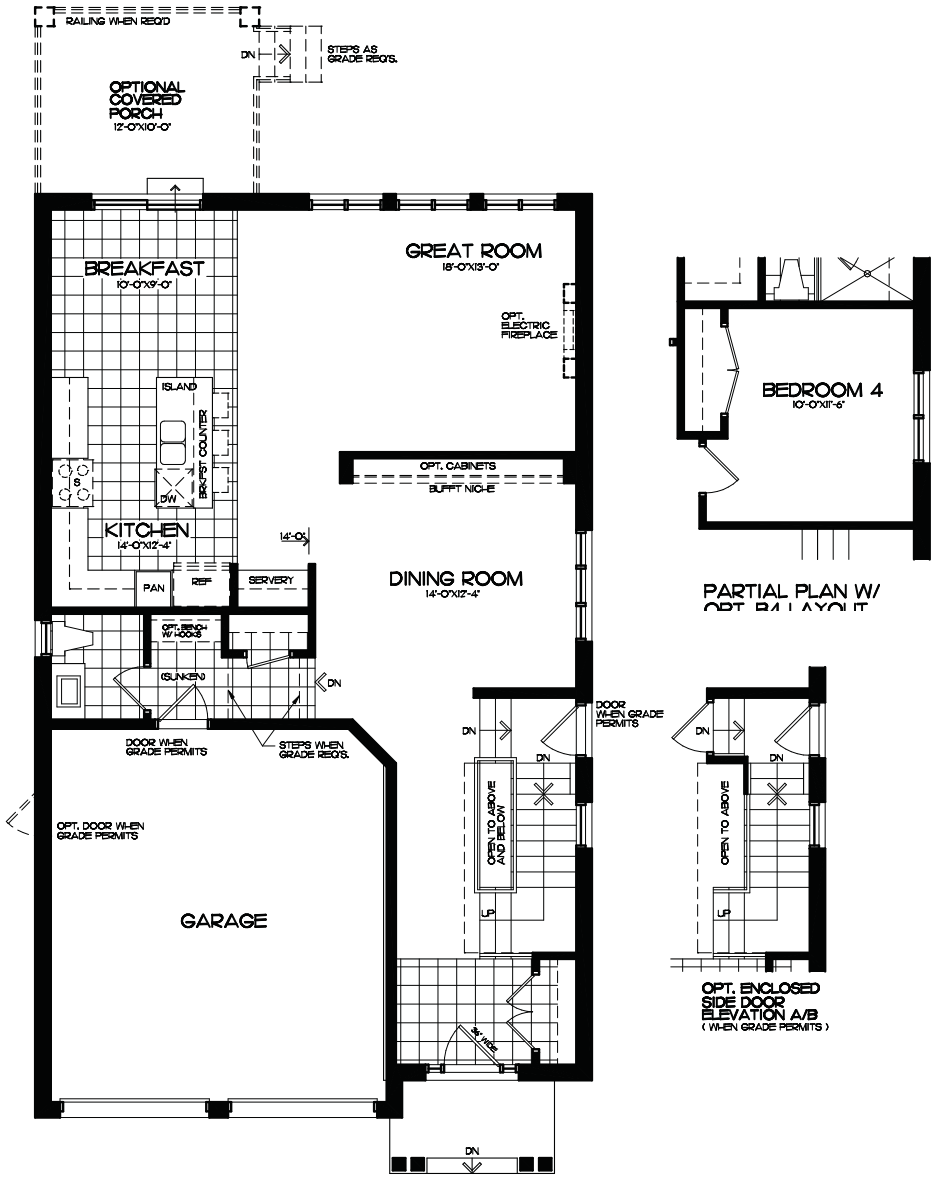 RAILING WHEN REQ'D
DN
STEPS AS
GRADE REQ'S.
OPTIONAL
COVERED
PORCH
12'-0"X10'-0"
BREAKFAST
10'-0"X9'-0"
GREAT ROOM
18'-0"X13'-0"
OPT.
ELECTRIC
FIREPLACE
ISLAND
BRKFST COUNTER
S
DW
OPT. CABINETS
BUFFT NICHE
KITCHEN
14'-0"X12'-4"
14'-0"
PAN
REF
SERVERY
DINING ROOM
14'-0"X12'-4"
OPT. BENCH
W/ HOOKS
(SUNKEN)
DN
DOOR WHEN
GRADE PERMITS
STEPS WHEN
GRADE REQ'S.
DN
DN
DOOR
WHEN GRADE
PERMITS
OPEN TO ABOVE
AND BELOW
UP
OPT. DOOR WHEN
GRADE PERMITS
GARAGE
36" WIDE
DN
BEDROOM 4
10'-0"X11'-6"
PARTIAL PLAN W/
OPT. B4 LAYOUT
DN
DN
OPEN TO ABOVE
UP
OPT. ENCLOSED
SIDE DOOR
ELEVATION A/B
( WHEN GRADE PERMITS )